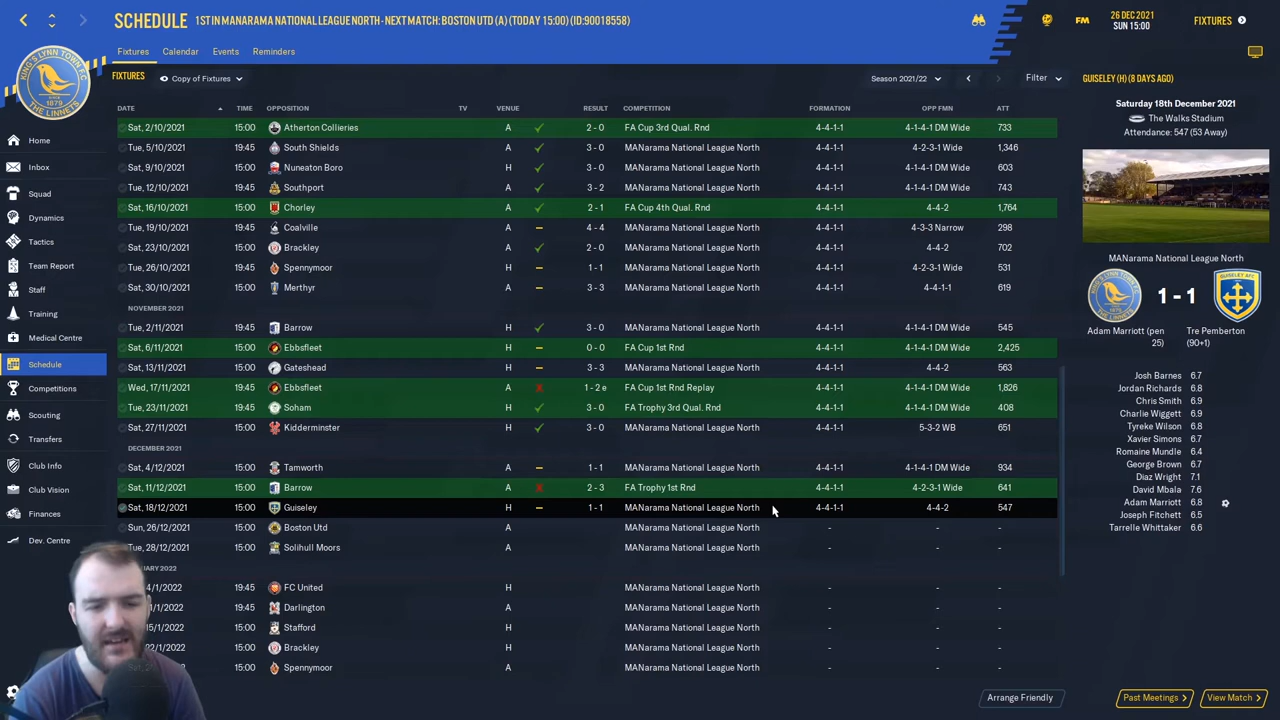 SCHEDULE 1ST IN MANARAMA NATIONAL LEAGUE NORTH - NEXT MATCH: BOSTON UTD (A) (TODAY 15:00) (ID:90018558)
FM 26 DEC 2021 SUN 15:00 FIXTURES
Fixtures Calendar Events Reminders
FIXTURES Copy of Fixtures Season 2021/22 Filter
DATE TIME OPPOSITION TV VENUE RESULT COMPETITION FORMATION OPP FMN ATT
Sat, 2/10/2021 15:00 Atherton Collieries A 2 - 0 FA Cup 3rd Qual. Rnd 4-4-1-1 4-1-4-1 DM Wide 733
Tue, 5/10/2021 19:45 South Shields A 3 - 0 MANarama National League North 4-4-1-1 4-2-3-1 Wide 1,346
Sat, 9/10/2021 15:00 Nuneaton Boro H 3 - 0 MANarama National League North 4-4-1-1 4-1-4-1 DM Wide 603
Tue, 12/10/2021 19:45 Southport A 3 - 2 MANarama National League North 4-4-1-1 4-1-4-1 DM Wide 743
Sat, 16/10/2021 15:00 Chorley H 2 - 1 FA Cup 4th Qual. Rnd 4-4-1-1 4-4-2 1,764
Tue, 19/10/2021 19:45 Coalville A 4 - 4 MANarama National League North 4-4-1-1 4-3-3 Narrow 298
Sat, 23/10/2021 15:00 Brackley A 2 - 0 MANarama National League North 4-4-1-1 4-4-2 702
Tue, 26/10/2021 19:45 Spennymoor H 1 - 1 MANarama National League North 4-4-1-1 4-2-3-1 Wide 531
Sat, 30/10/2021 15:00 Merthyr A 3 - 3 MANarama National League North 4-4-1-1 4-4-1-1 619
NOVEMBER 2021
Tue, 2/11/2021 19:45 Barrow H 3 - 0 MANarama National League North 4-4-1-1 4-1-4-1 DM Wide 545
Sat, 6/11/2021 15:00 Ebbsfleet H 0 - 0 FA Cup 1st Rnd 4-4-1-1 4-1-4-1 DM Wide 2,425
Sat, 13/11/2021 15:00 Gateshead H 3 - 3 MANarama National League North 4-4-1-1 4-4-2 563
Wed, 17/11/2021 19:45 Ebbsfleet A 1 - 2 e FA Cup 1st Rnd Replay 4-4-1-1 4-1-4-1 DM Wide 1,826
Tue, 23/11/2021 19:45 Soham H 3 - 0 FA Trophy 3rd Qual. Rnd 4-4-1-1 4-1-4-1 DM Wide 408
Sat, 27/11/2021 15:00 Kidderminster H 3 - 0 MANarama National League North 4-4-1-1 5-3-2 WB 651
DECEMBER 2021
Sat, 4/12/2021 15:00 Tamworth A 1 - 1 MANarama National League North 4-4-1-1 4-1-4-1 DM Wide 934
Sat, 11/12/2021 15:00 Barrow A 2 - 3 FA Trophy 1st Rnd 4-4-1-1 4-2-3-1 Wide 641
Sat, 18/12/2021 15:00 Guiseley H 1 - 1 MANarama National League North 4-4-1-1 4-4-2 547
Sun, 26/12/2021 15:00 Boston Utd A MANarama National League North - - -
Tue, 28/12/2021 15:00 Solihull Moors A MANarama National League North - - -
UARY 2022
/1/2022 19:45 FC United H MANarama National League North - - -
/1/2022 19:45 Darlington A MANarama National League North - - -
15/1/2022 15:00 Stafford H MANarama National League North - - -
/1/2022 15:00 Brackley H MANarama National League North - - -
/2022 15:00 Spennymoor A MANarama National League North - - -
Arrange Friendly
KING'S LYNN TOWN F.C.
SINCE 1879
THE LINNETS
Home
Inbox
Squad
Dynamics
Tactics
Team Report
Staff
Training
Medical Centre
Schedule
Competitions
Scouting
Transfers
Club Info
Club Vision
Finances
Dev. Centre
GUISELEY (H) (8 DAYS AGO)
Saturday 18th December 2021
The Walks Stadium
Attendance: 547 (53 Away)
MANarama National League North
GUISELEY AFC
1 - 1
Adam Marriott (pen 25)
Tre Pemberton (90+1)
Josh Barnes 6.7
Jordan Richards 6.8
Chris Smith 6.9
Charlie Wiggett 6.9
Tyreke Wilson 6.8
Xavier Simons 6.7
Romaine Mundle 6.4
George Brown 6.7
Diaz Wright 7.1
David Mbala 7.6
Adam Marriott 6.8
Joseph Fitchett 6.5
Tarrelle Whittaker 6.6
Past Meetings View Match